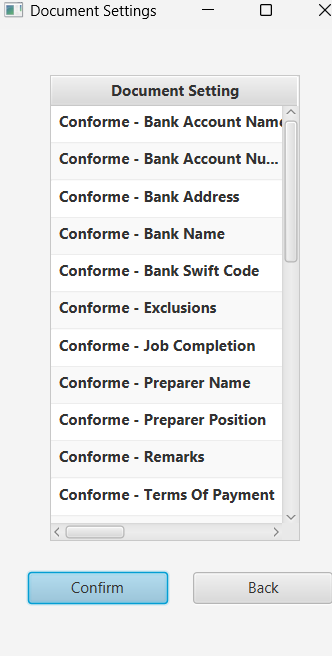 Document Settings
Document Setting
Conforme - Bank Account Name
Conforme - Bank Account Nu...
Conforme - Bank Address
Conforme - Bank Name
Conforme - Bank Swift Code
Conforme - Exclusions
Conforme - Job Completion
Conforme - Preparer Name
Conforme - Preparer Position
Conforme - Remarks
Conforme - Terms Of Payment
Confirm
Back